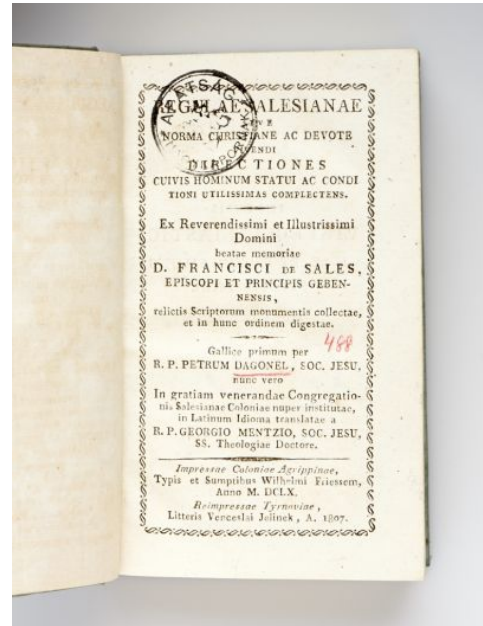 REGULAE SALESIANAE
NORMA CHRISTIANE AC DEVOTE
DIRECTIONES
CUIVIS HOMINUM STATUI AC CONDI
TIONI UTILISSIMAS COMPLECTENS.
Ex Reverendissimi et Illustrissimi
Domini
beatae memoriae
D. FRANCISCI DE SALES,
EPISCOPI ET PRINCIPIS GEBEN-
NENSIS,
relictis Scriptorum monumentis collectae,
et in hunc ordinem digestae.
488
Gallice primum per
R. P. PETRUM DAGONEL, SOC. JESU,
nunc vero
In gratiam venerandae Congregatio-
nis Salesianae Coloniae nuper institutae,
in Latinum Idioma translatae a
R. P. GEORGIO MENTZIO, SOC. JESU,
SS. Theologiae Doctore.
Impressae Coloniae Agrippinae,
Typis et Sumptibus Wilhelmi Friessem,
Anno M. DCLX.
Reimpressae Tyrnaviae,
Litteris Venceslai Jelinek, A. 1807.